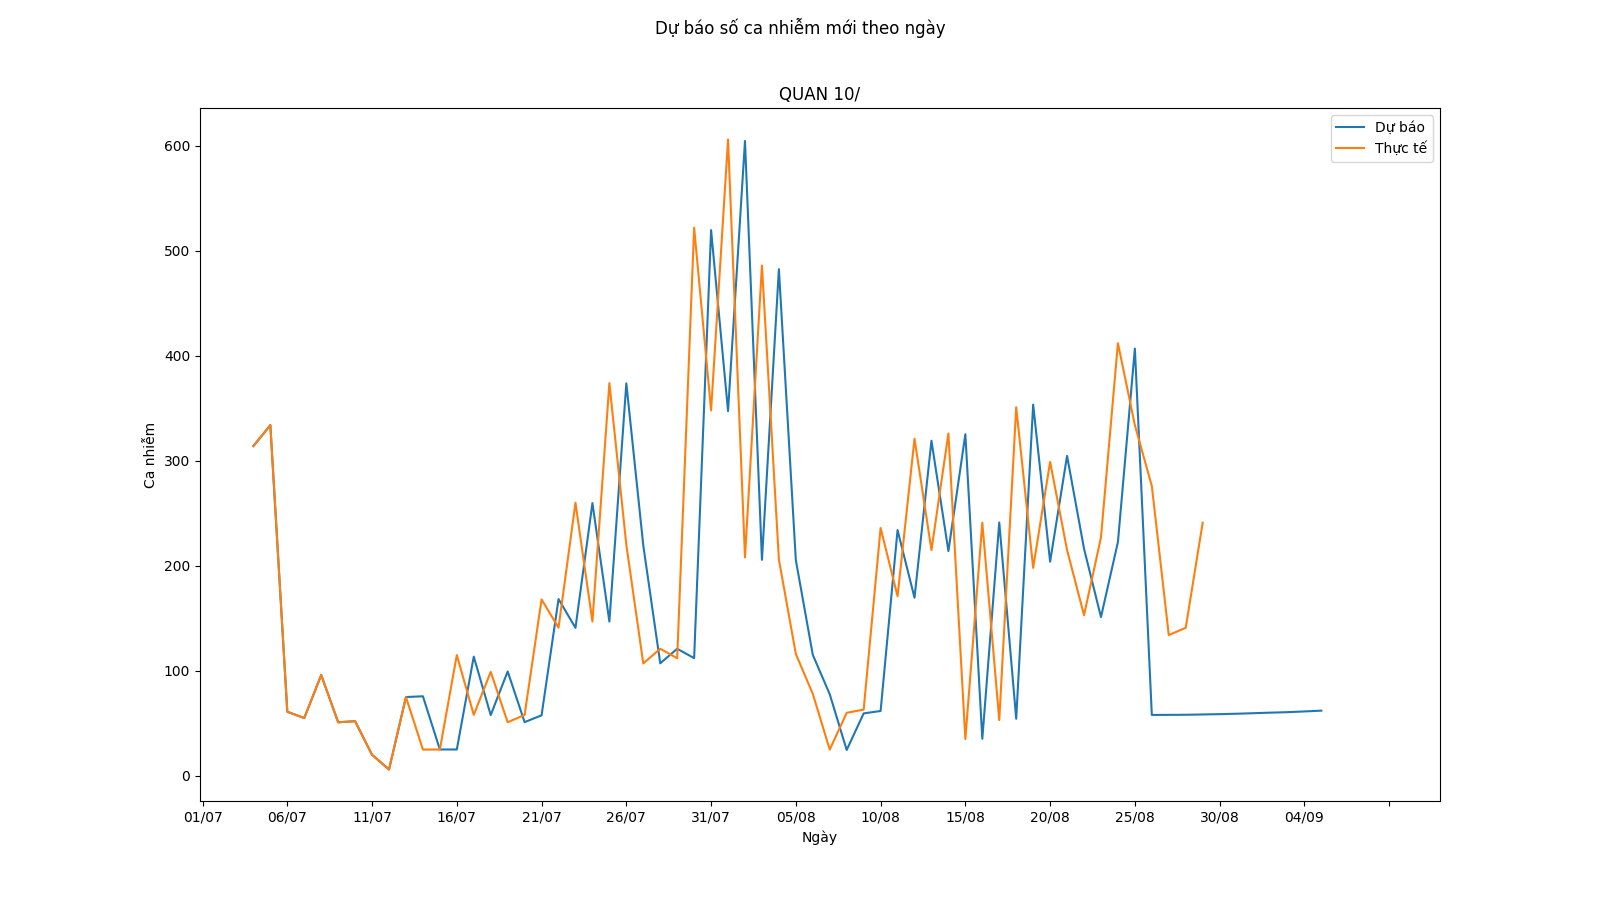 Dự báo số ca nhiễm mới theo ngày
QUAN 10/
Dự báo
Thực tế
600
500
400
300
200
100
0
Ca nhiễm
01/07 06/07 11/07 16/07 21/07 26/07 31/07 05/08 10/08 15/08 20/08 25/08 30/08 04/09
Ngày